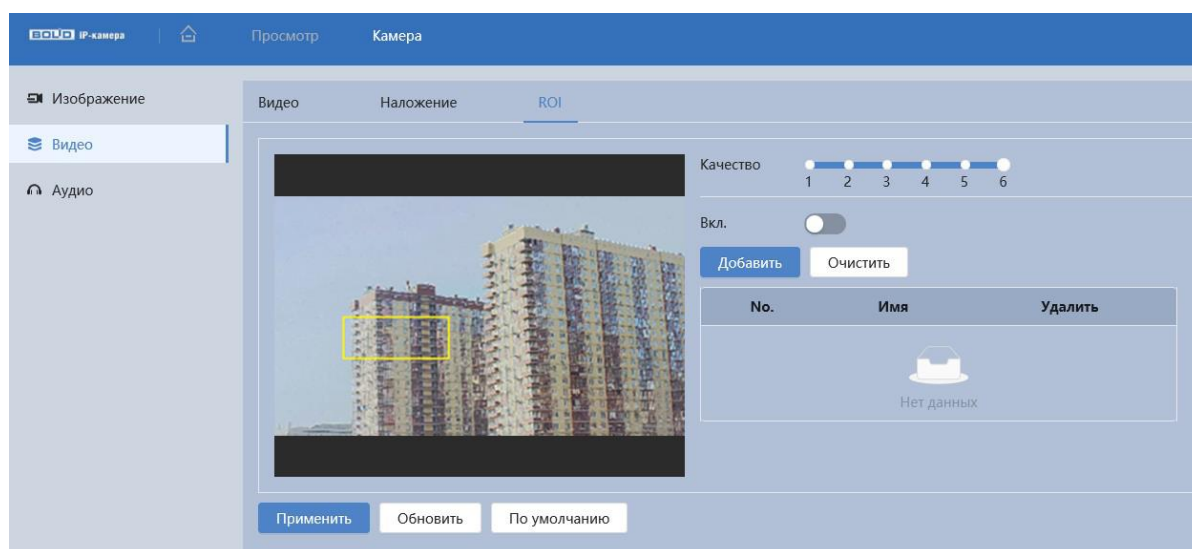 BOLID IP-камера
Просмотр
Камера
Изображение
Видео
Аудио
Видео
Наложение
ROI
Качество
1 2 3 4 5 6
Вкл.
Добавить
Очистить
No. Имя Удалить
Нет данных
Применить
Обновить
По умолчанию